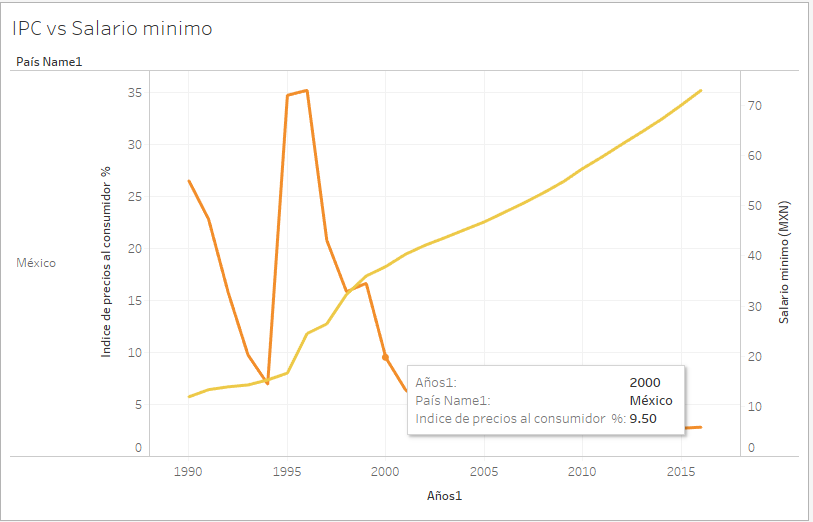 IPC vs Salario minimo
País Name1
México
Indice de precios al consumidor %
35
30
25
20
15
10
5
0
70
60
50
40
30
20
10
0
Salario minimo (MXN)
Años1: 2000
País Name1: México
Indice de precios al consumidor %: 9.50
1990 1995 2000 2005 2010 2015
Años1